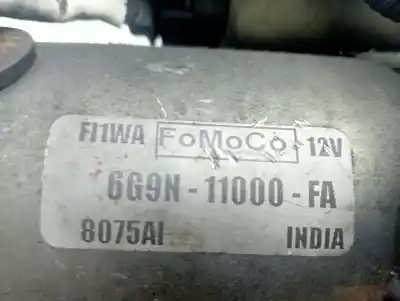 FI1WA FoMoCo 12V
6G9N - 11000 - FA
8075AI INDIA